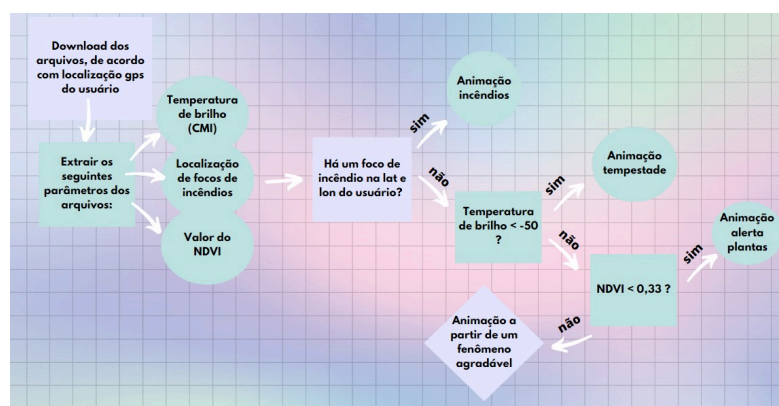 Download dos
arquivos, de acordo
com localização gps
do usuário
Extrair os
seguintes
parâmetros dos
arquivos:
Temperatura
de brilho
(CMI)
Localização
de focos de
incêndios
Valor do
NDVI
Há um foco de
incêndio na lat e
lon do usuário?
sim
Animação
incêndios
não
Temperatura
de brilho < -50
?
sim
Animação
tempestade
não
NDVI < 0,33 ?
sim
Animação
alerta
plantas
não
Animação a
partir de um
fenômeno
agradável